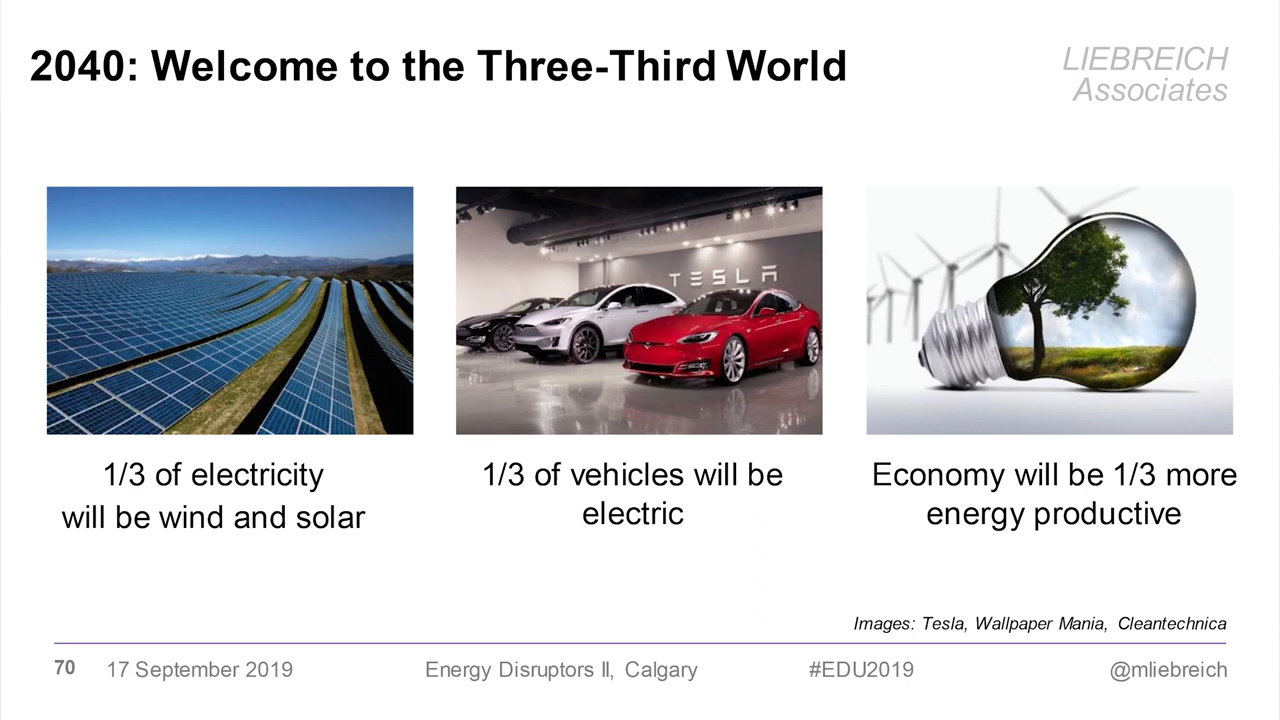 2040: Welcome to the Three-Third World
LIEBREICH
Associates
TESLA
1/3 of electricity
will be wind and solar
1/3 of vehicles will be
electric
Economy will be 1/3 more
energy productive
Images: Tesla, Wallpaper Mania, Cleantechnica
70 17 September 2019 Energy Disruptors II, Calgary #EDU2019 @mliebreich